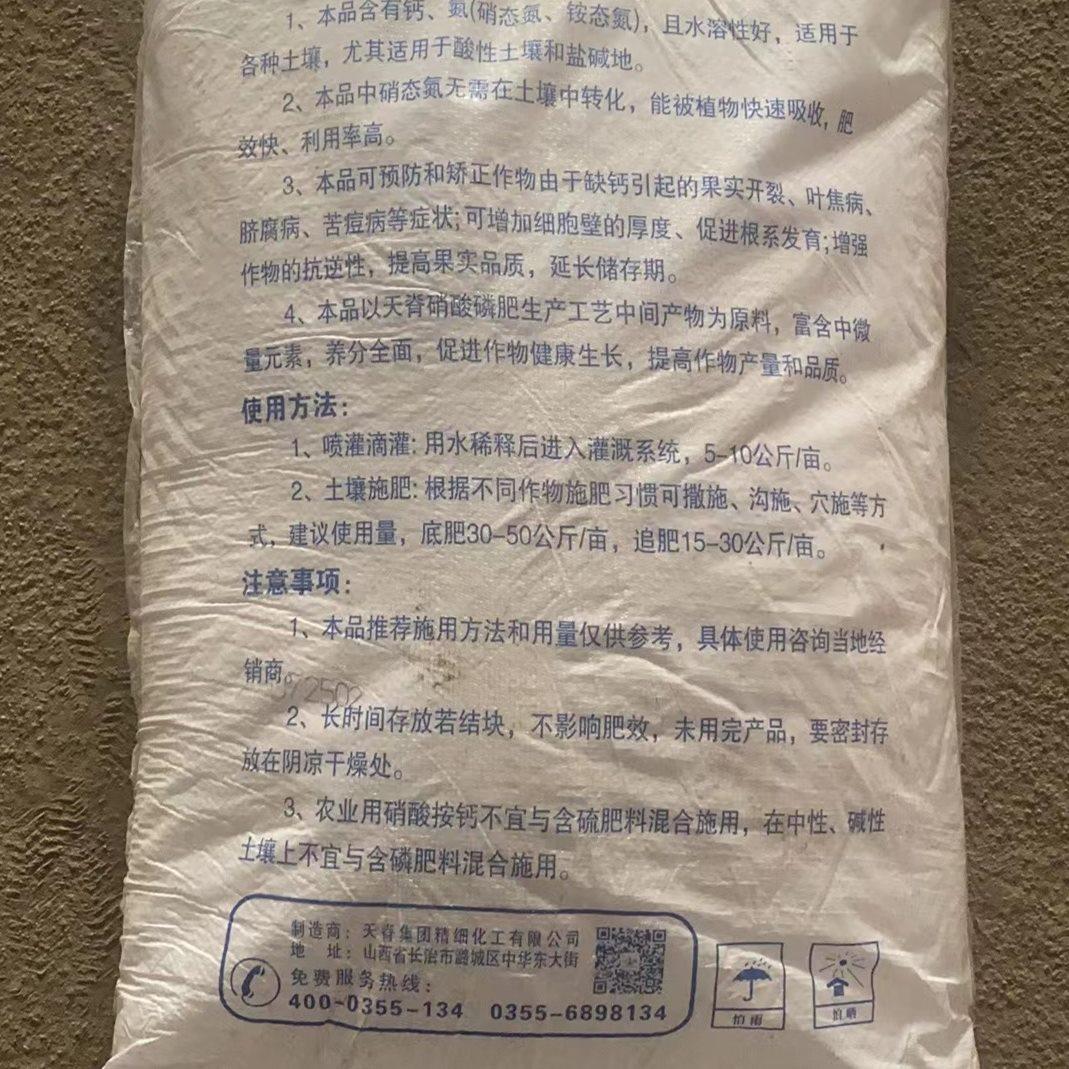 1、本品含有钙、氮(硝态氮、铵态氮)，且水溶性好，适用于
各种土壤，尤其适用于酸性土壤和盐碱地。
2、本品中硝态氮无需在土壤中转化，能被植物快速吸收，肥
效快、利用率高。
3、本品可预防和矫正作物由于缺钙引起的果实开裂、叶焦病、
脐腐病、苦痘病等症状;可增加细胞壁的厚度、促进根系发育;增强
作物的抗逆性，提高果实品质，延长储存期。
4、本品以天脊硝酸磷肥生产工艺中间产物为原料，富含中微
量元素，养分全面，促进作物健康生长，提高作物产量和品质。
使用方法：
1、喷灌滴灌：用水稀释后进入灌溉系统，5-10公斤/亩。
2、土壤施肥：根据不同作物施肥习惯可撒施、沟施、穴施等方
式，建议使用量，底肥30-50公斤/亩，追肥15-30公斤/亩。
注意事项：
1、本品推荐施用方法和用量仅供参考，具体使用咨询当地经
销商。
2、长时间存放若结块，不影响肥效，未用完产品，要密封存
放在阴凉干燥处。
3、农业用硝酸按钙不宜与含硫肥料混合施用，在中性、碱性
土壤上不宜与含磷肥料混合施用。
制造商：天脊集团精细化工有限公司
地 址：山西省长治市潞城区中华东大街
免费服务热线：
400-0355-134 0355-6898134
怕雨 怕晒